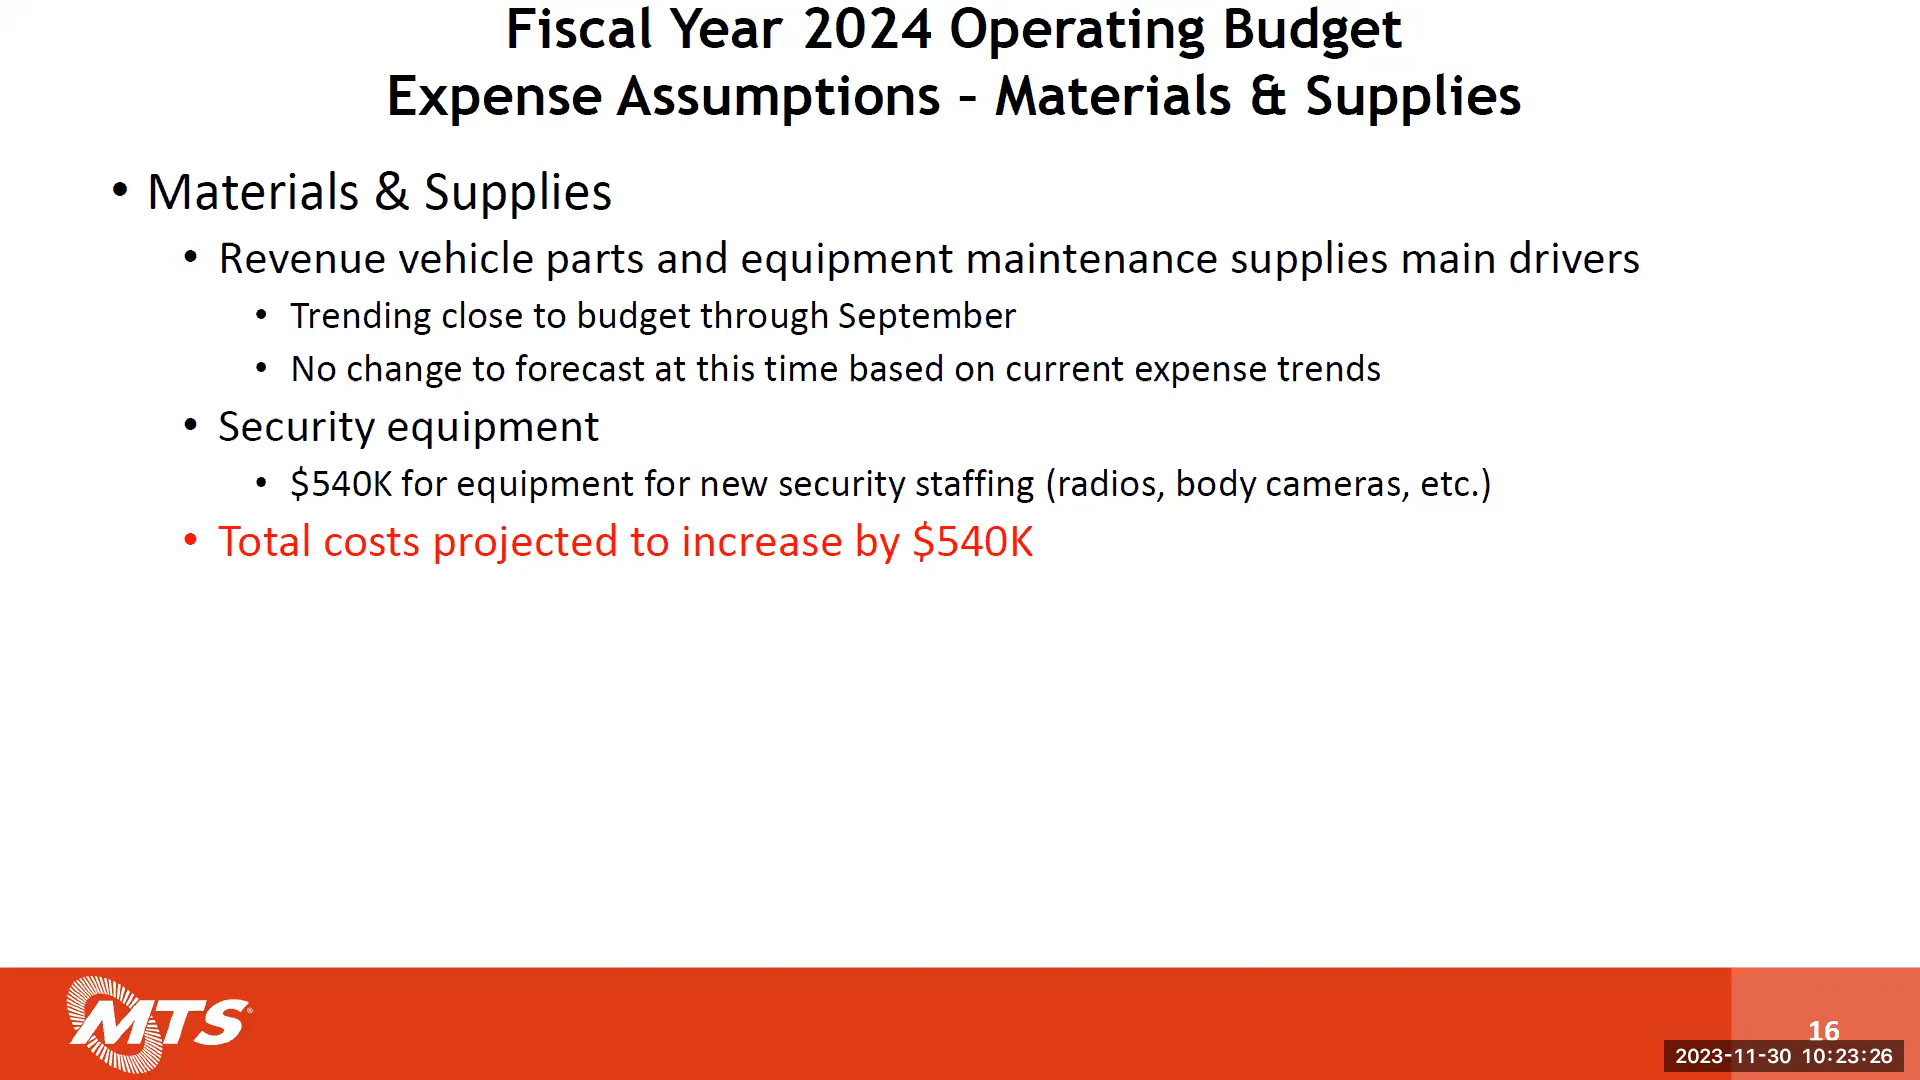 Fiscal Year 2024 Operating Budget
Expense Assumptions – Materials & Supplies
• Materials & Supplies
• Revenue vehicle parts and equipment maintenance supplies main drivers
• Trending close to budget through September
• No change to forecast at this time based on current expense trends
• Security equipment
• $540K for equipment for new security staffing (radios, body cameras, etc.)
• Total costs projected to increase by $540K
MTS®
16
2023-11-30 10:23:26